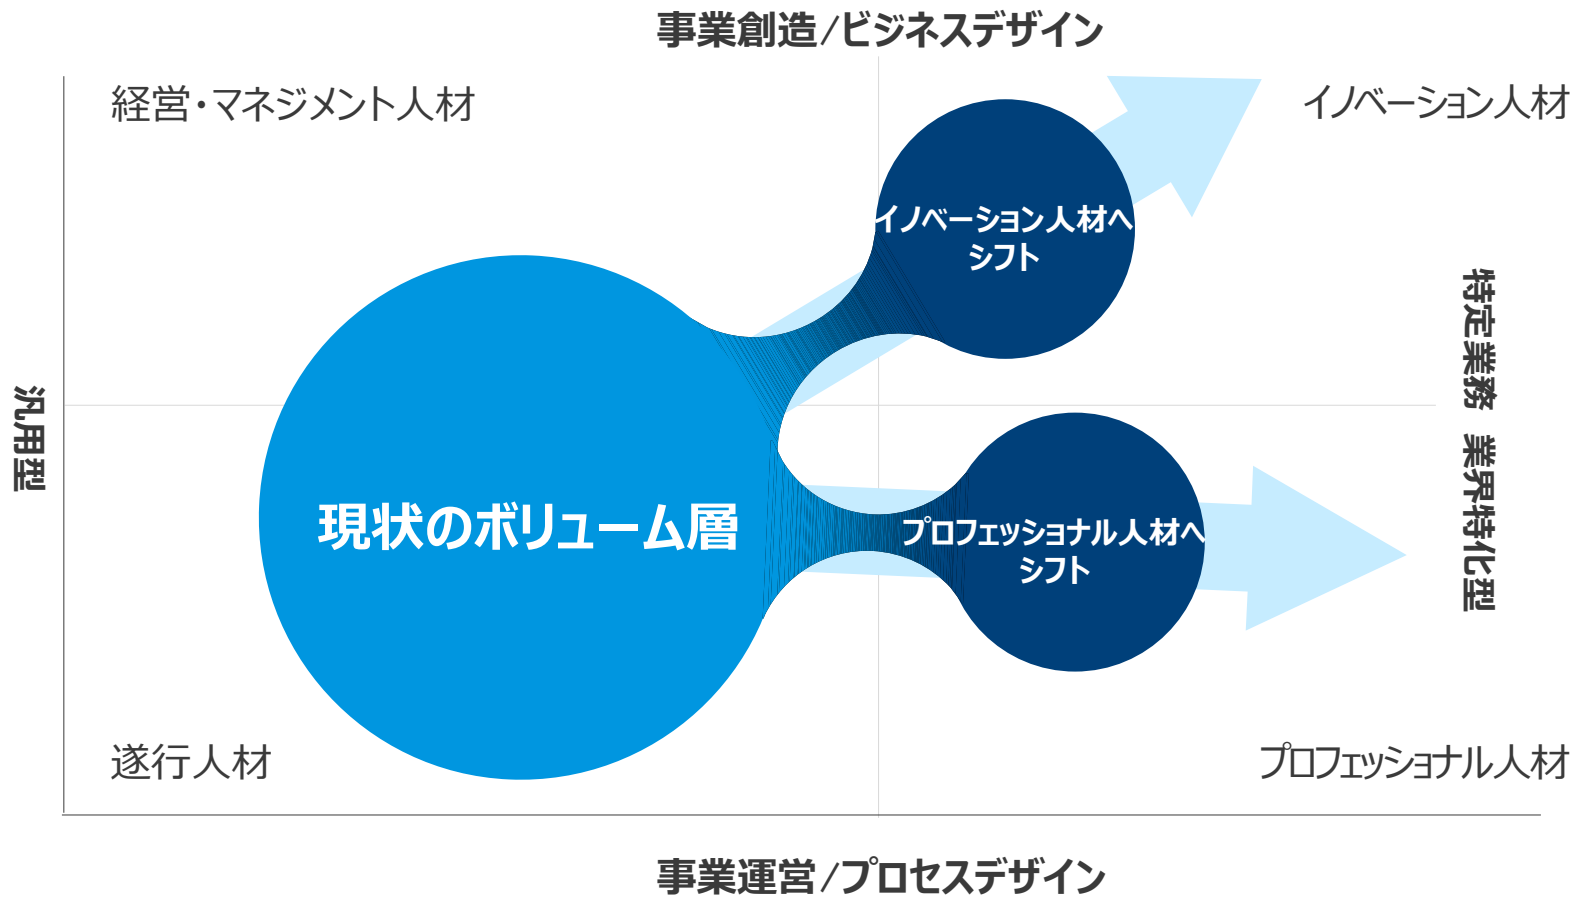 事業創造/ビジネスデザイン
経営・マネジメント人材
イノベーション人材
イノベーション人材へ
シフト
特定業務 業界特化型
汎用型
現状のボリューム層
プロフェッショナル人材へ
シフト
遂行人材
プロフェッショナル人材
事業運営/プロセスデザイン